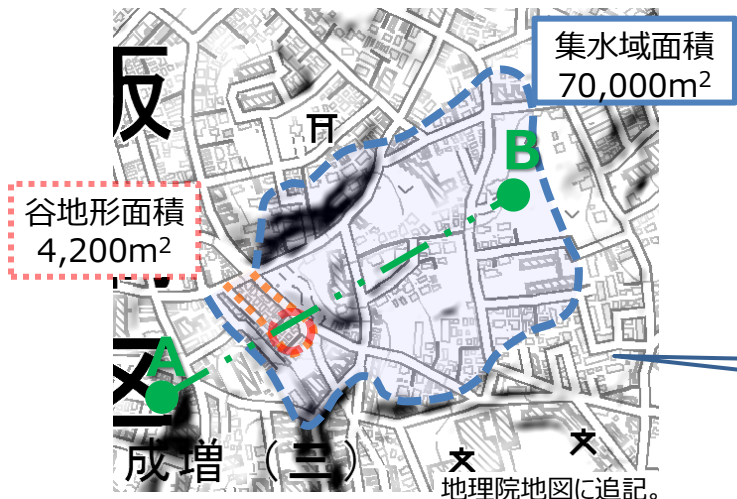 集水域面積
70,000m²
谷地形面積
4,200m²
B
A
区
成増（三）
地理院地図に追記。